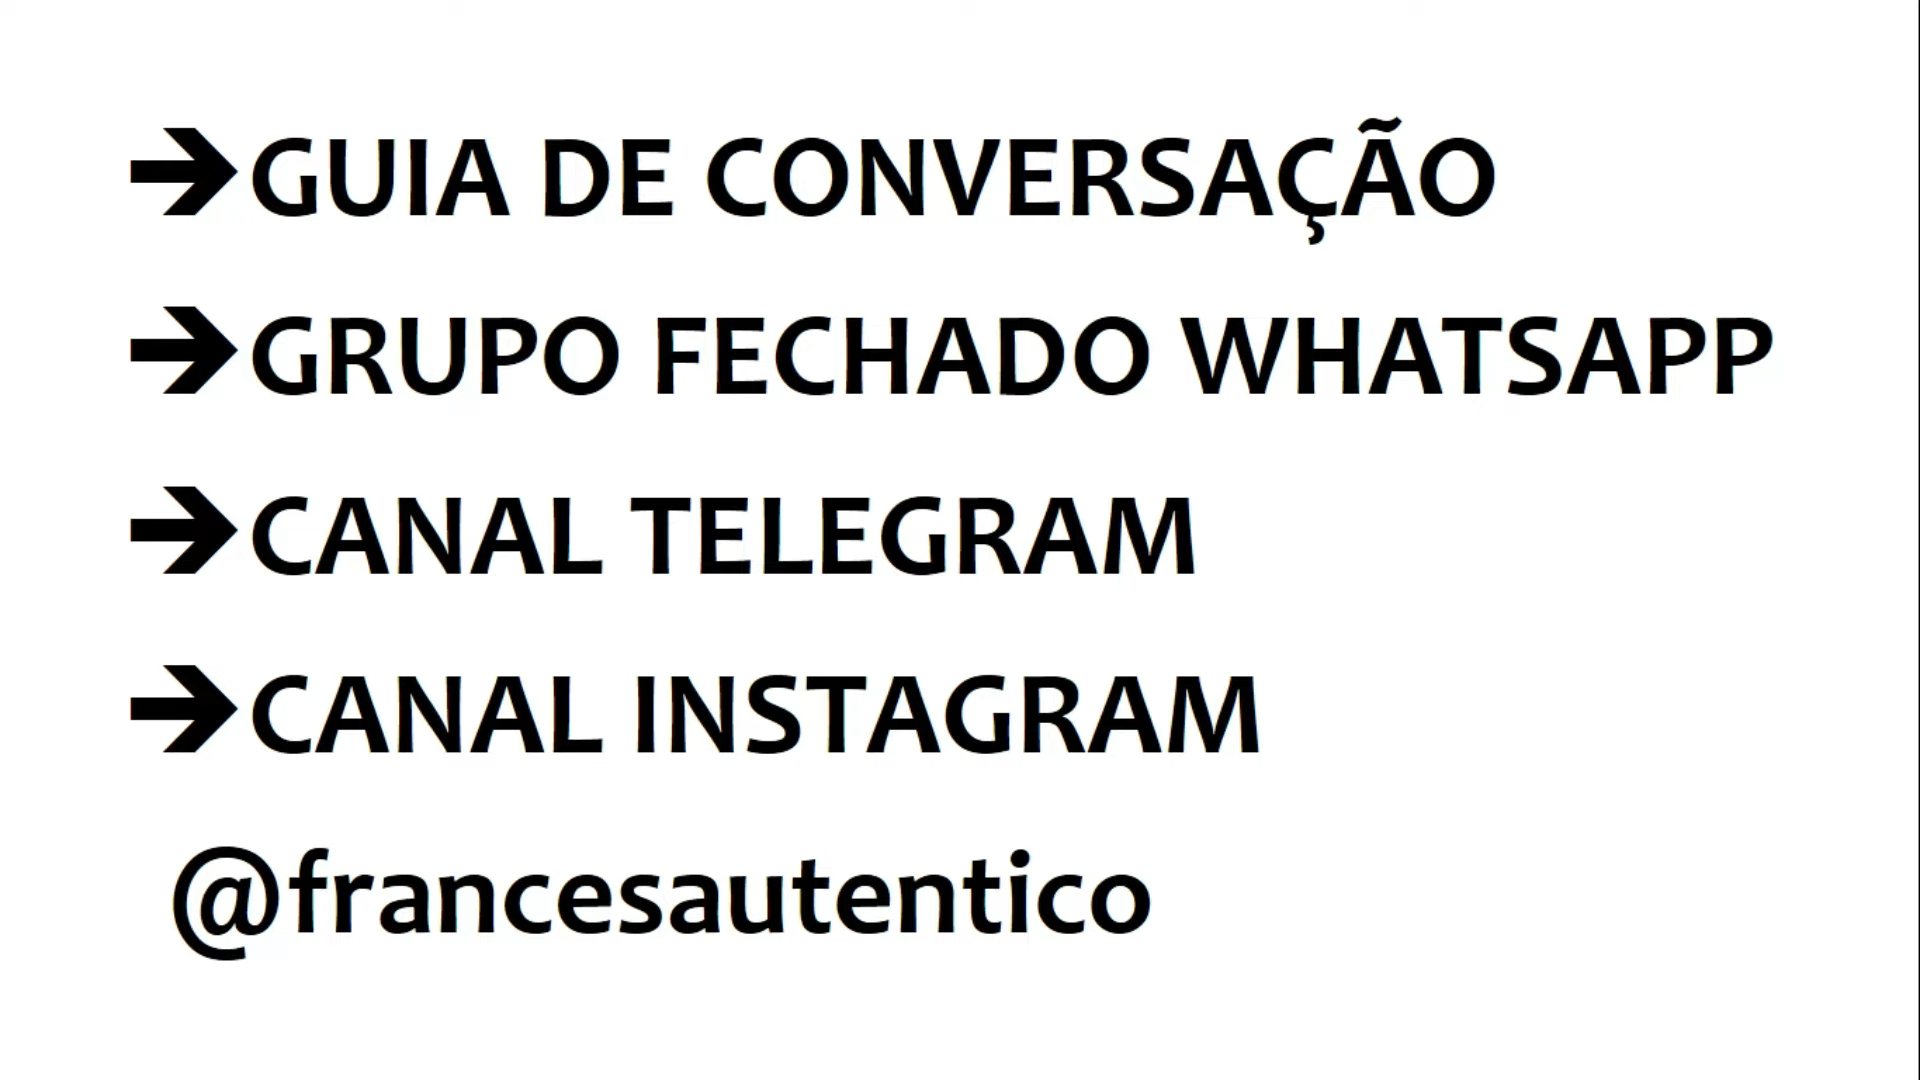 ➔GUIA DE CONVERSAÇÃO
➔GRUPO FECHADO WHATSAPP
➔CANAL TELEGRAM
➔CANAL INSTAGRAM
@francesautentico